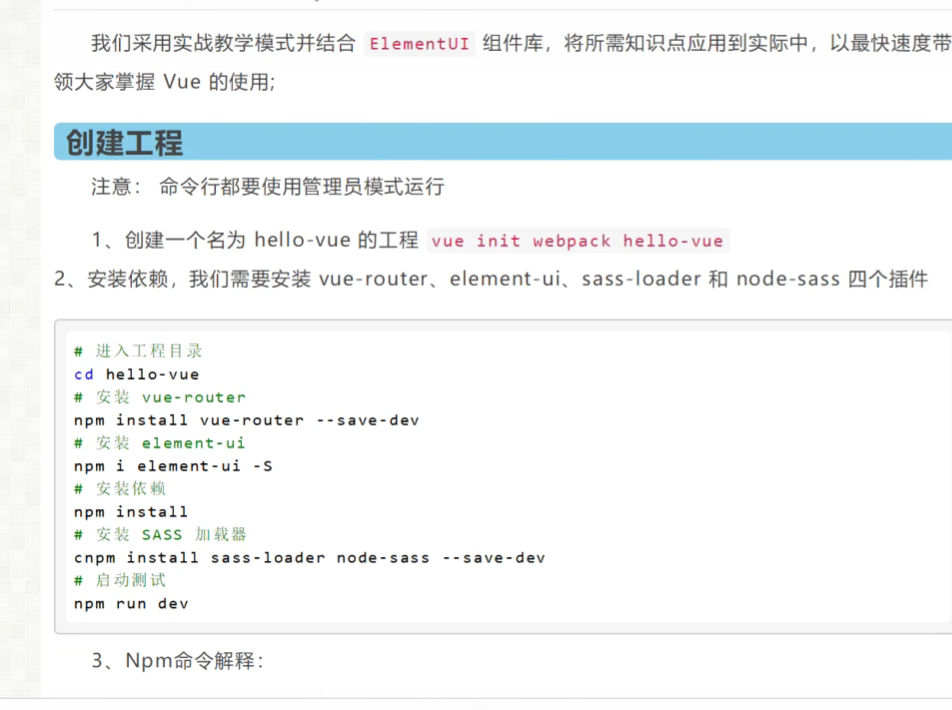 我们采用实战教学模式并结合 ElementUI 组件库，将所需知识点应用到实际中，以最快速度带
领大家掌握 Vue 的使用;
创建工程
注意： 命令行都要使用管理员模式运行
1、创建一个名为 hello-vue 的工程 vue init webpack hello-vue
2、安装依赖，我们需要安装 vue-router、element-ui、sass-loader 和 node-sass 四个插件
# 进入工程目录
cd hello-vue
# 安装 vue-router
npm install vue-router --save-dev
# 安装 element-ui
npm i element-ui -S
# 安装依赖
npm install
# 安装 SASS 加载器
cnpm install sass-loader node-sass --save-dev
# 启动测试
npm run dev
3、Npm命令解释：